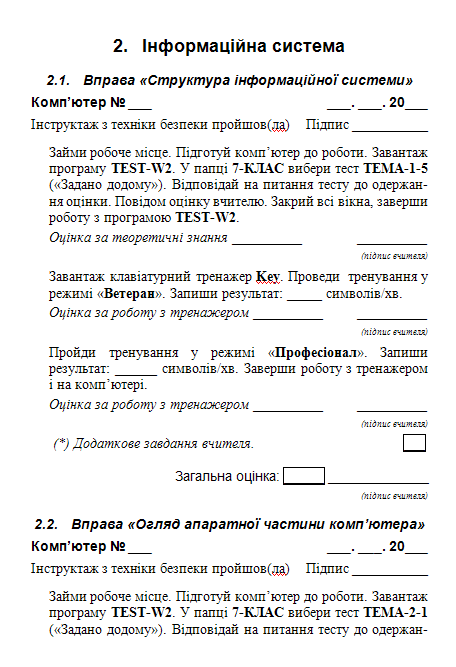 2. Інформаційна система
2.1. Вправа «Структура інформаційної системи»
Комп’ютер № ___ ___. ___. 20___
Інструктаж з техніки безпеки пройшов(ла) Підпис __________
Займи робоче місце. Підготуй комп’ютер до роботи. Завантаж
програму TEST-W2. У папці 7-КЛАС вибери тест ТЕМА-1-5
(«Задано додому»). Відповідай на питання тесту до одержан-
ня оцінки. Повідом оцінку вчителю. Закрий всі вікна, заверши
роботу з програмою TEST-W2.
Оцінка за теоретичні знання __________ __________
(підпис вчителя)
Завантаж клавіатурний тренажер Key. Проведи тренування у
режимі «Ветеран». Запиши результат: _____ символів/хв.
Оцінка за роботу з тренажером __________ __________
(підпис вчителя)
Пройди тренування у режимі «Професіонал». Запиши
результат: ______ символів/хв. Заверши роботу з тренажером
і на комп’ютері.
Оцінка за роботу з тренажером __________ __________
(підпис вчителя)
(*) Додаткове завдання вчителя.
Загальна оцінка: ______________
(підпис вчителя)
2.2. Вправа «Огляд апаратної частини комп’ютера»
Комп’ютер № ___ ___. ___. 20___
Інструктаж з техніки безпеки пройшов(ла) Підпис __________
Займи робоче місце. Підготуй комп’ютер до роботи. Завантаж
програму TEST-W2. У папці 7-КЛАС вибери тест ТЕМА-2-1
(«Задано додому»). Відповідай на питання тесту до одержан-